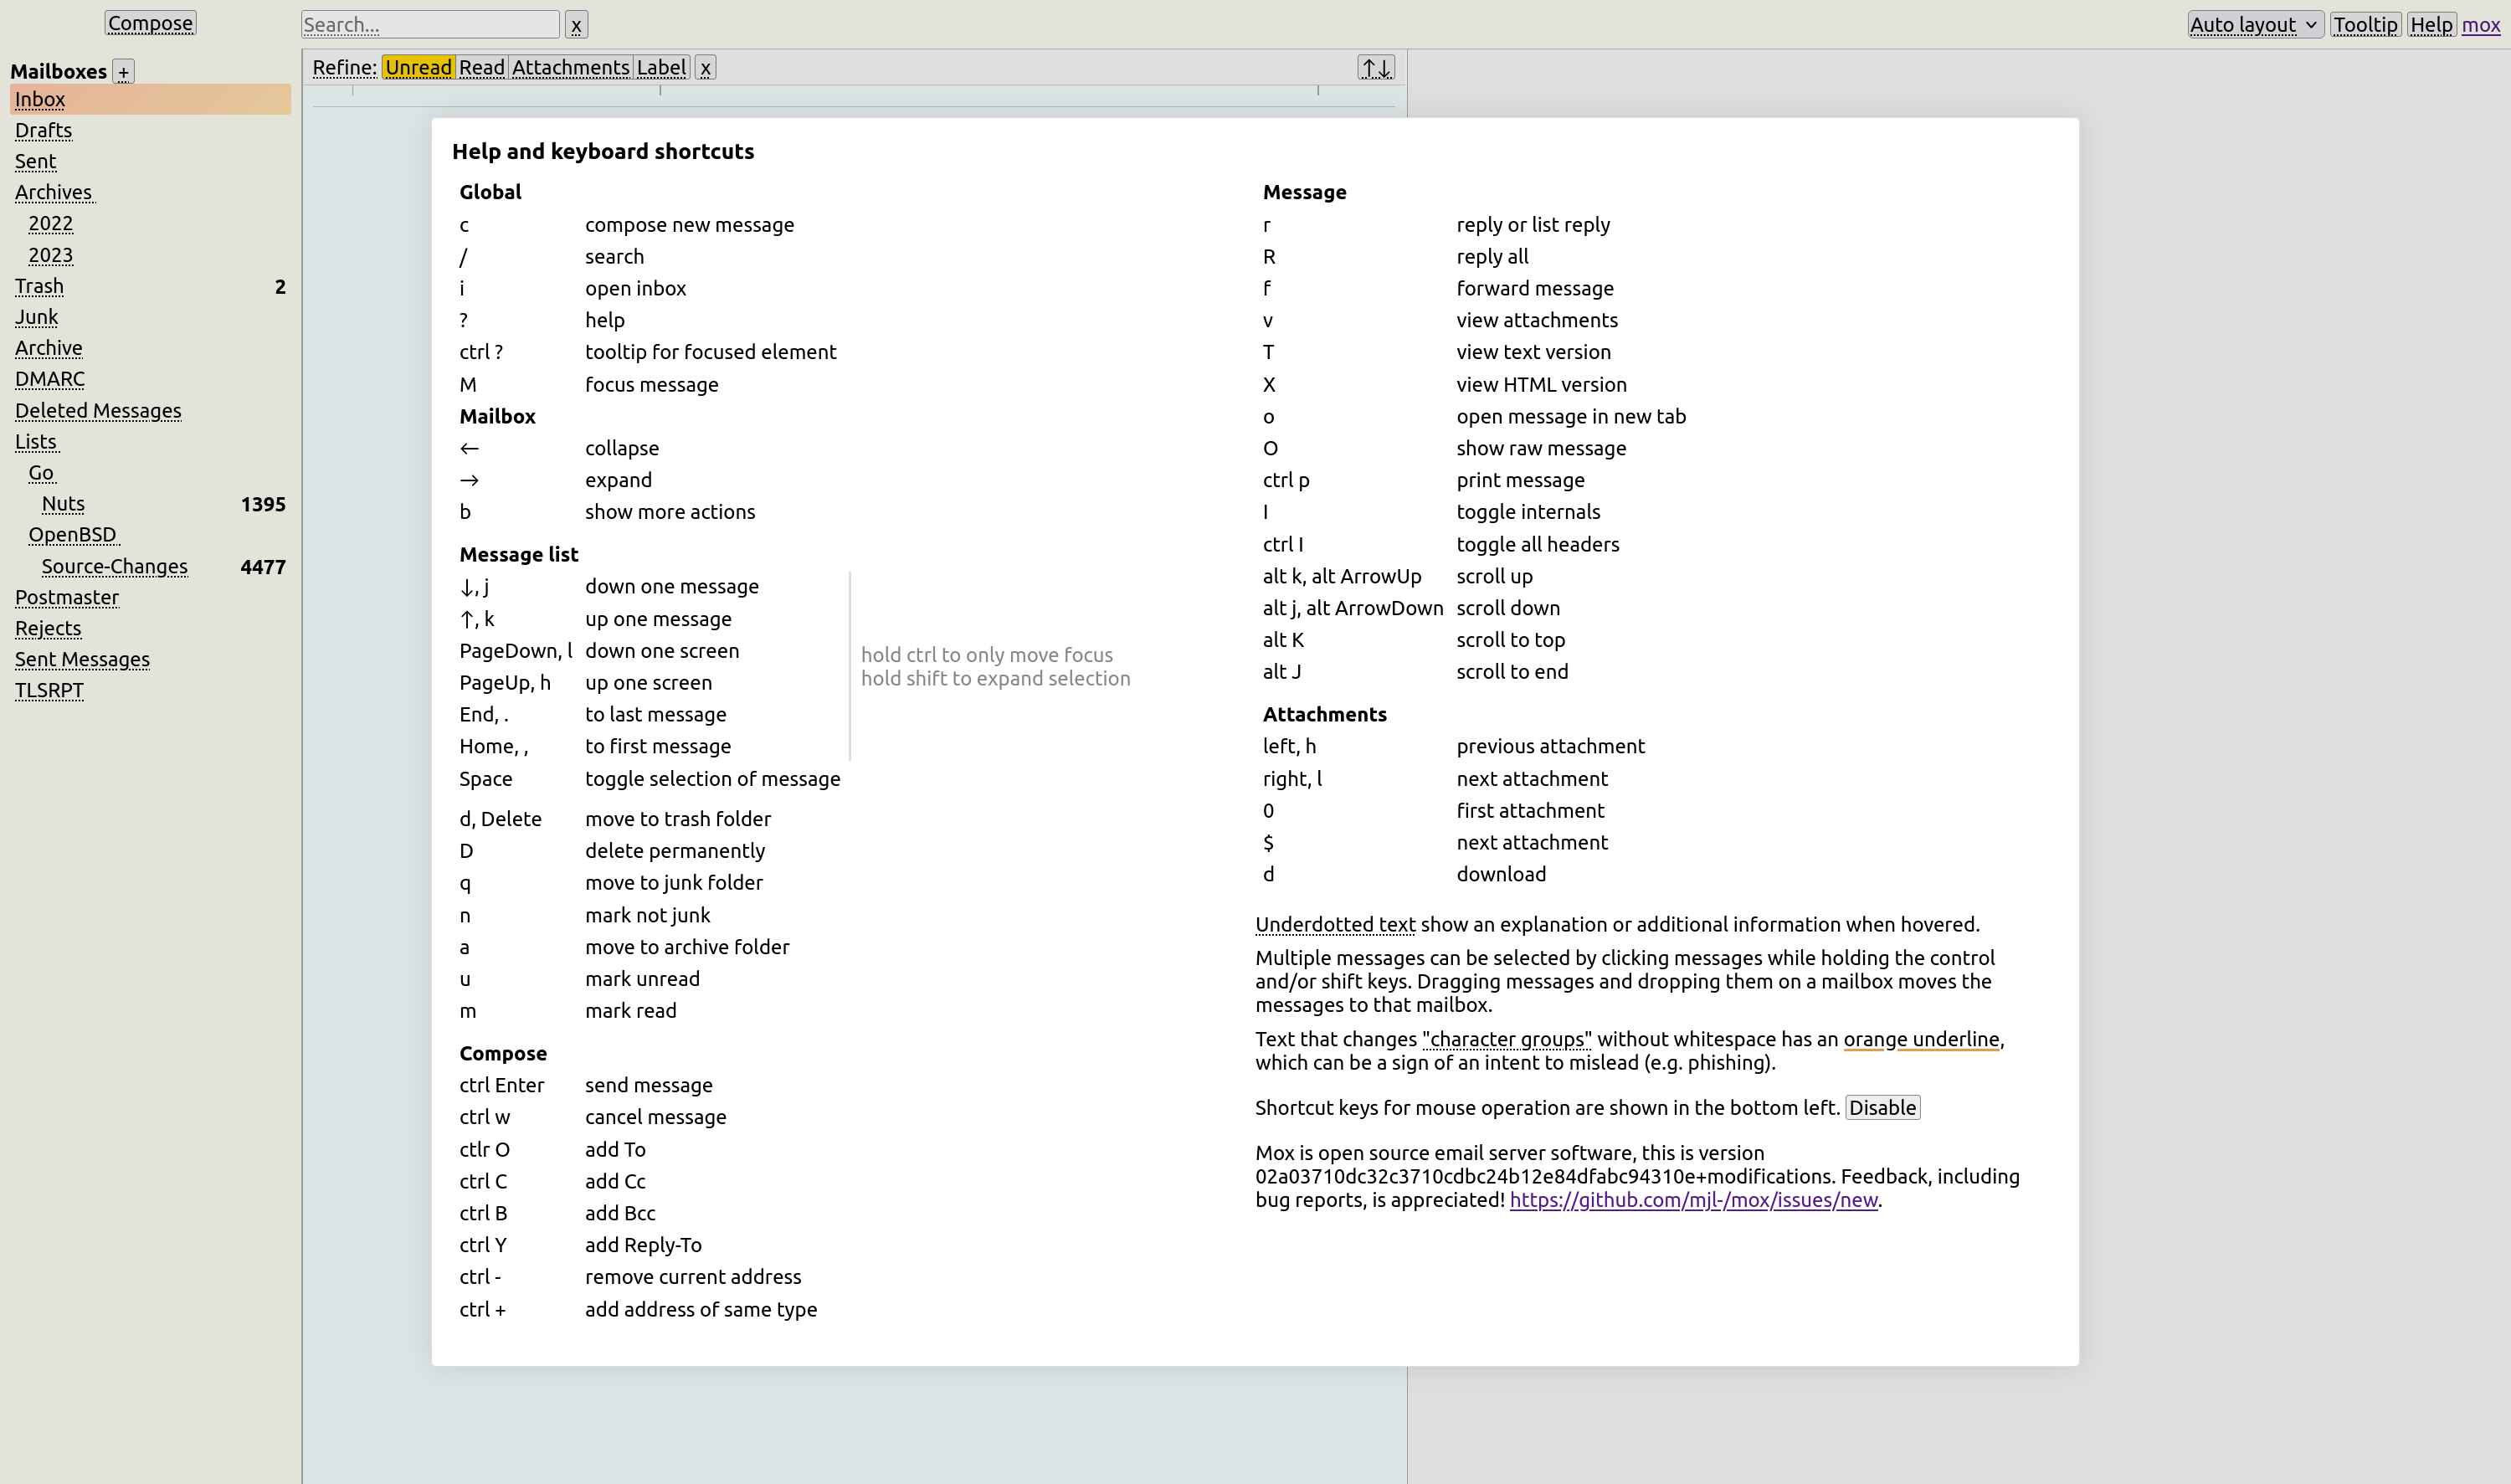 Compose
Search...
x
Auto layout
Tooltip
Help
mox
Mailboxes +
Inbox
Drafts
Sent
Archives
2022
2023
Trash 2
Junk
Archive
DMARC
Deleted Messages
Lists
Go
Nuts 1395
OpenBSD
Source-Changes 4477
Postmaster
Rejects
Sent Messages
TLSRPT
Refine: Unread Read Attachments Label x ↑↓
Help and keyboard shortcuts
Global
c compose new message
/ search
i open inbox
? help
ctrl ? tooltip for focused element
M focus message
Mailbox
← collapse
→ expand
b show more actions
Message list
↓, j down one message
↑, k up one message
PageDown, l down one screen
PageUp, h up one screen
End, . to last message
Home, , to first message
hold ctrl to only move focus
hold shift to expand selection
Space toggle selection of message
d, Delete move to trash folder
D delete permanently
q move to junk folder
n mark not junk
a move to archive folder
u mark unread
m mark read
Compose
ctrl Enter send message
ctrl w cancel message
ctlr O add To
ctrl C add Cc
ctrl B add Bcc
ctrl Y add Reply-To
ctrl - remove current address
ctrl + add address of same type
Message
r reply or list reply
R reply all
f forward message
v view attachments
T view text version
X view HTML version
o open message in new tab
O show raw message
ctrl p print message
I toggle internals
ctrl I toggle all headers
alt k, alt ArrowUp scroll up
alt j, alt ArrowDown scroll down
alt K scroll to top
alt J scroll to end
Attachments
left, h previous attachment
right, l next attachment
0 first attachment
$ next attachment
d download
Underdotted text show an explanation or additional information when hovered.
Multiple messages can be selected by clicking messages while holding the control
and/or shift keys. Dragging messages and dropping them on a mailbox moves the
messages to that mailbox.
Text that changes "character groups" without whitespace has an orange underline,
which can be a sign of an intent to mislead (e.g. phishing).
Shortcut keys for mouse operation are shown in the bottom left. Disable
Mox is open source email server software, this is version
02a03710dc32c3710cdbc24b12e84dfabc94310e+modifications. Feedback, including
bug reports, is appreciated! https://github.com/mjl-/mox/issues/new.